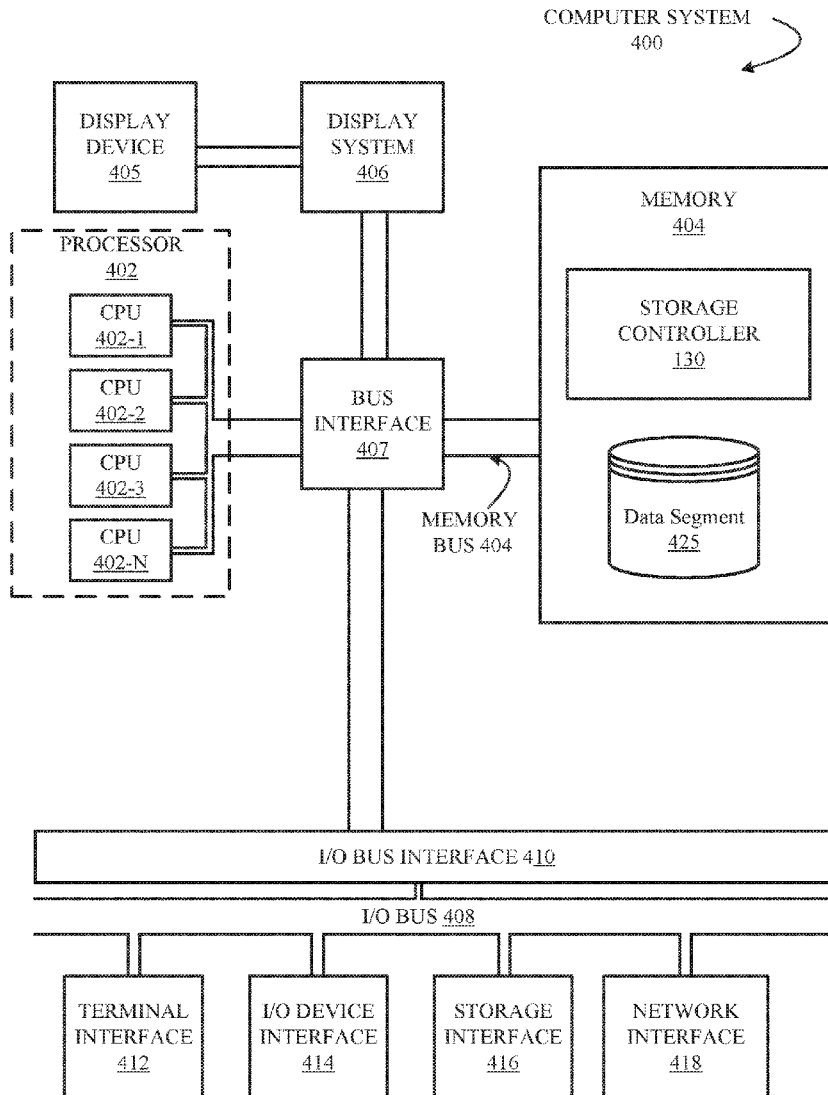 COMPUTER SYSTEM
400
DISPLAY
DEVICE
405
DISPLAY
SYSTEM
406
MEMORY
404
STORAGE
CONTROLLER
130
Data Segment
425
PROCESSOR
402
CPU
402-1
CPU
402-2
CPU
402-3
CPU
402-N
BUS
INTERFACE
407
MEMORY
BUS 404
I/O BUS INTERFACE 410
I/O BUS 408
TERMINAL
INTERFACE
412
I/O DEVICE
INTERFACE
414
STORAGE
INTERFACE
416
NETWORK
INTERFACE
418